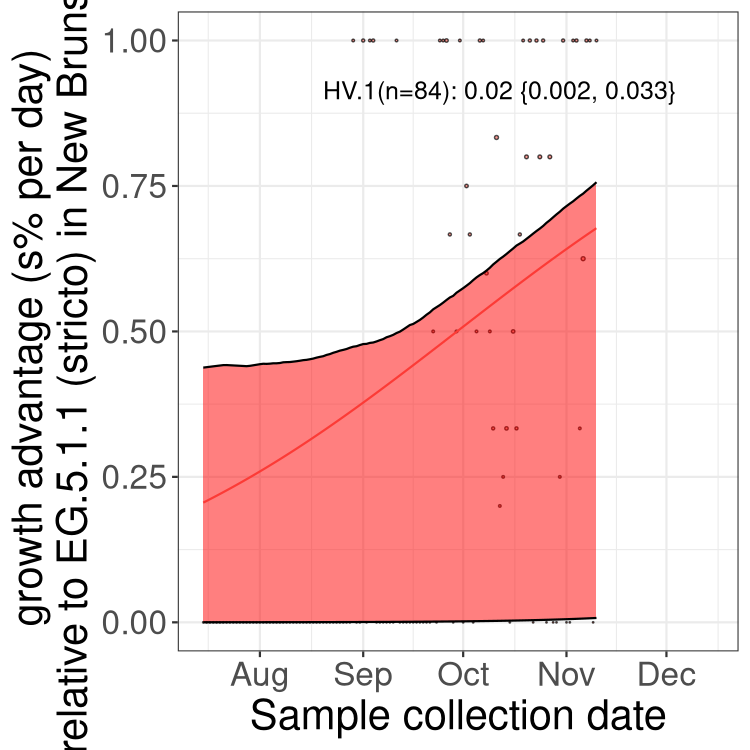 growth advantage (s% per day)
relative to EG.5.1.1 (stricto) in New Bruns
1.00
0.75
0.50
0.25
0.00
HV.1(n=84): 0.02 {0.002, 0.033}
Aug Sep Oct Nov Dec
Sample collection date